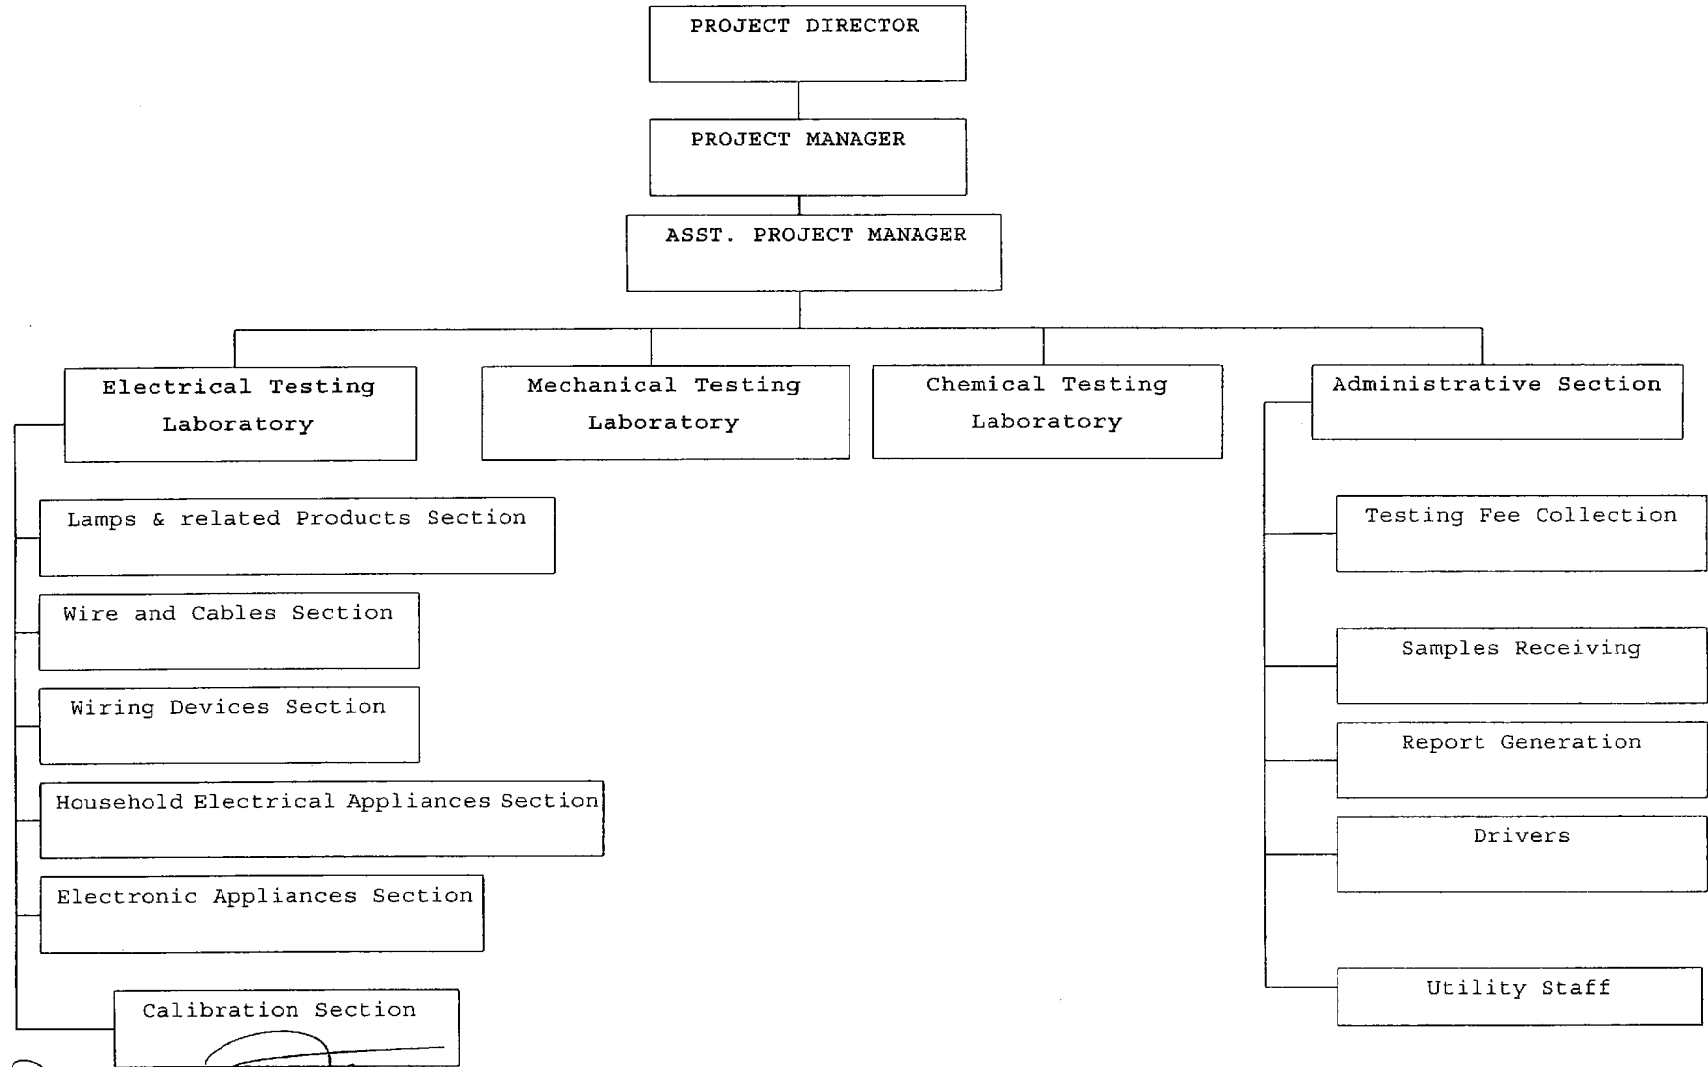 PROJECT DIRECTOR
PROJECT MANAGER
ASST. PROJECT MANAGER
Electrical Testing
Laboratory
Mechanical Testing
Laboratory
Chemical Testing
Laboratory
Administrative Section
Lamps & related Products Section
Wire and Cables Section
Wiring Devices Section
Household Electrical Appliances Section
Electronic Appliances Section
Calibration Section
Testing Fee Collection
Samples Receiving
Report Generation
Drivers
Utility Staff